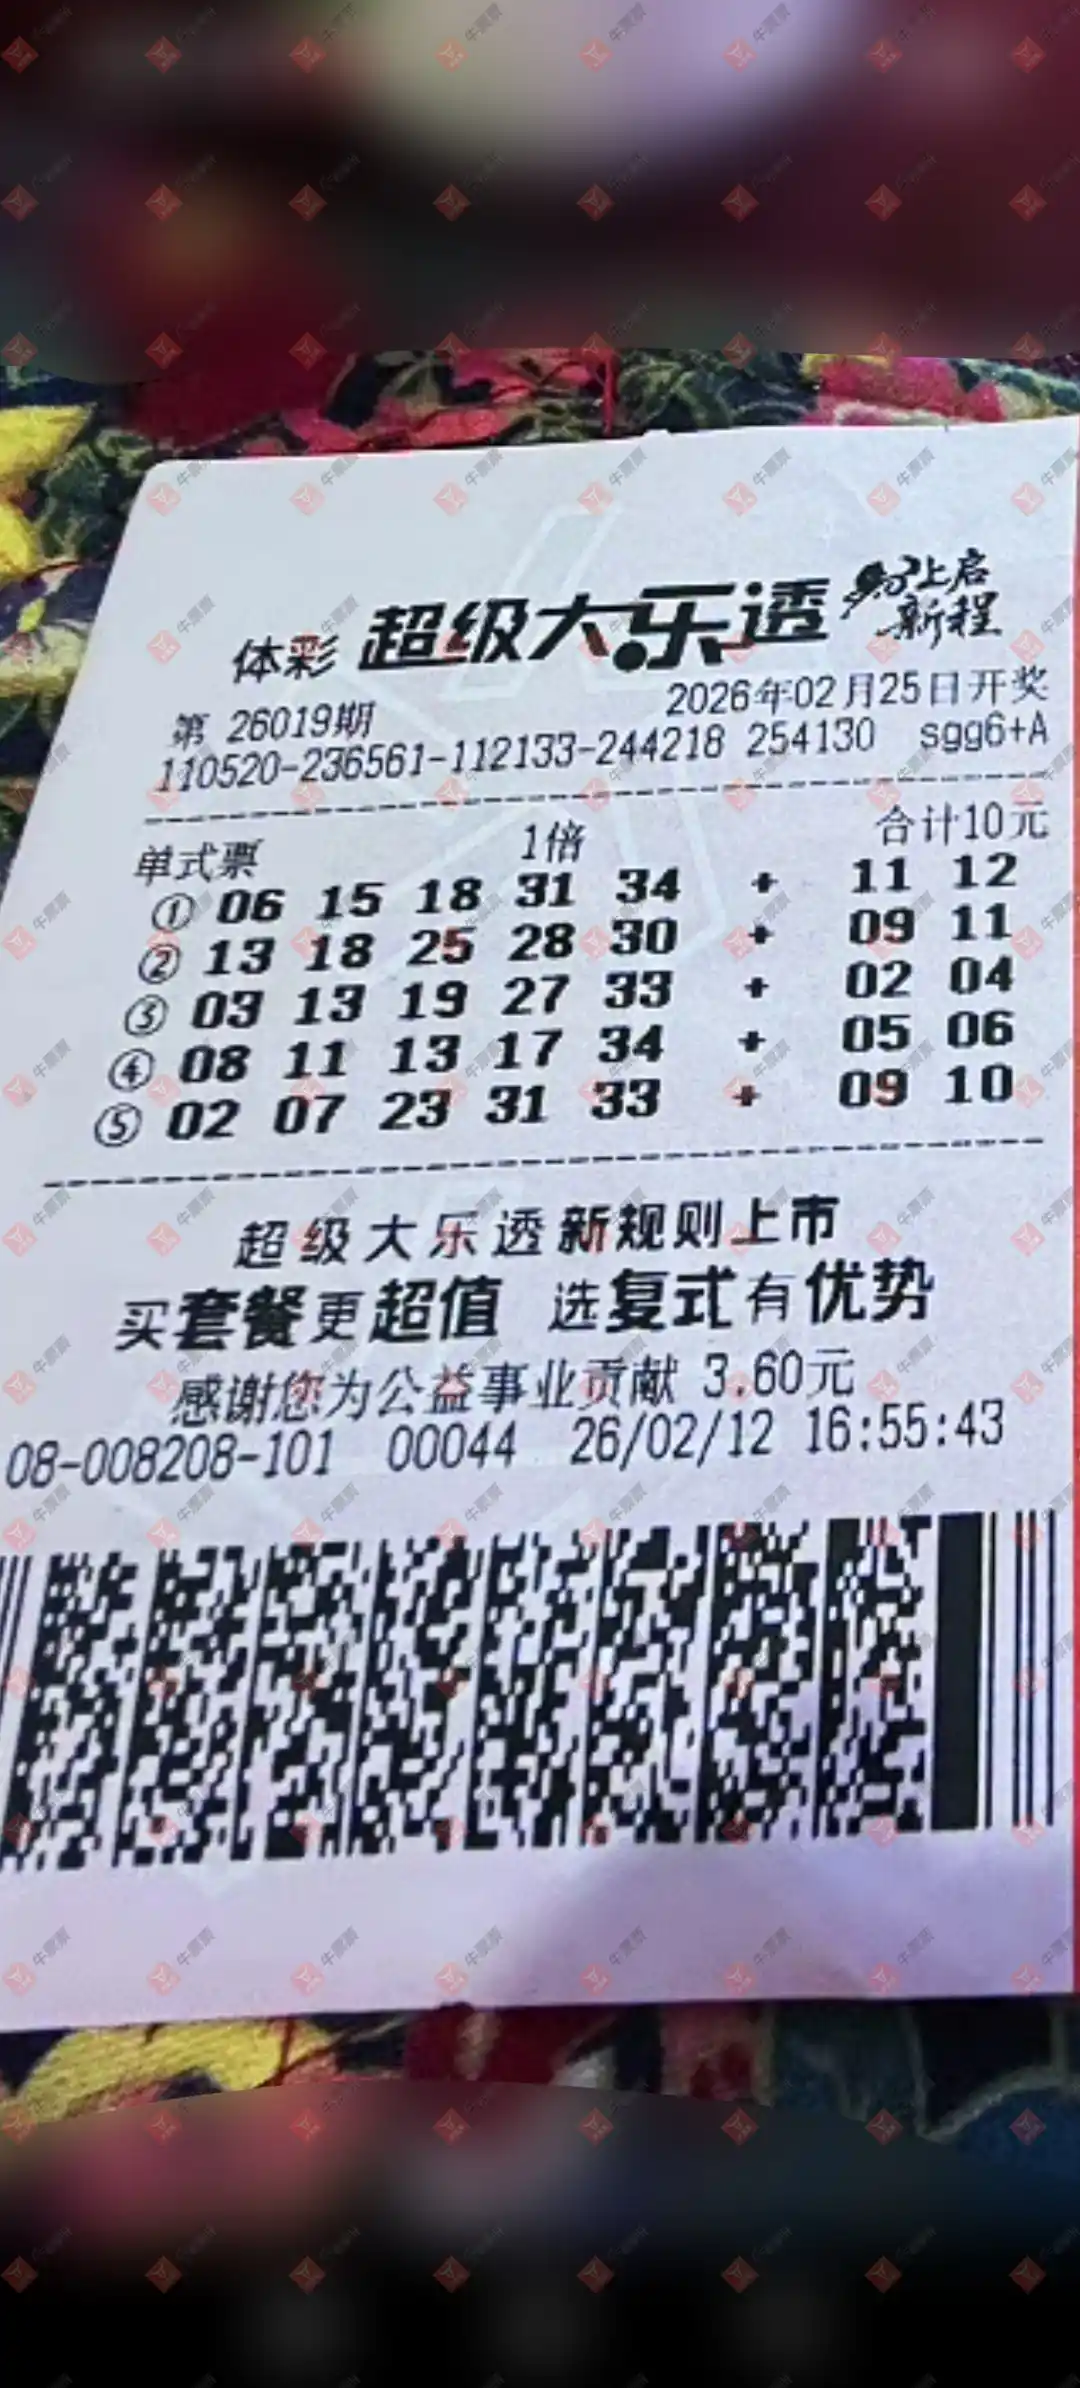 体彩 超级大乐透 马上启新程
第 26019期 2026年02月25日开奖
110520-236561-112133-244218 254130 sgg6+A
单式票 1倍 合计10元
① 06 15 18 31 34 + 11 12
② 13 18 25 28 30 + 09 11
③ 03 13 19 27 33 + 02 04
④ 08 11 13 17 34 + 05 06
⑤ 02 07 23 31 33 + 09 10
超级大乐透新规则上市
买套餐更超值 选复式有优势
感谢您为公益事业贡献 3.60元
08-008208-101 00044 26/02/12 16:55:43